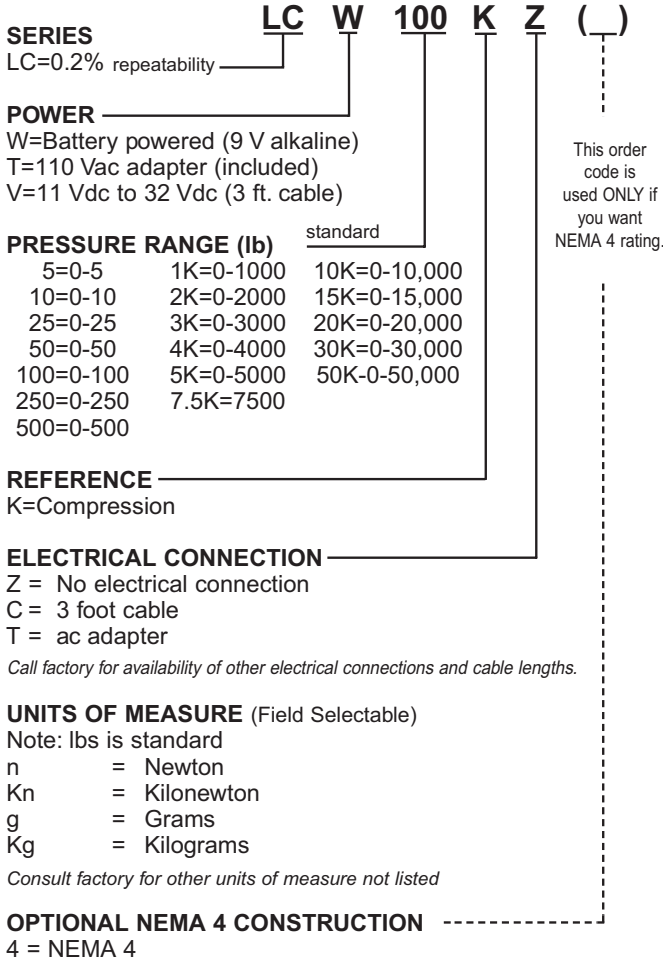 LC W 100 K Z (_)
SERIES
LC=0.2% repeatability
POWER
W=Battery powered (9 V alkaline)
T=110 Vac adapter (included)
V=11 Vdc to 32 Vdc (3 ft. cable)
This order
code is
used ONLY if
you want
NEMA 4 rating.
PRESSURE RANGE (lb) standard
5=0-5 1K=0-1000 10K=0-10,000
10=0-10 2K=0-2000 15K=0-15,000
25=0-25 3K=0-3000 20K=0-20,000
50=0-50 4K=0-4000 30K=0-30,000
100=0-100 5K=0-5000 50K-0-50,000
250=0-250 7.5K=7500
500=0-500
REFERENCE
K=Compression
ELECTRICAL CONNECTION
Z = No electrical connection
C = 3 foot cable
T = ac adapter
Call factory for availability of other electrical connections and cable lengths.
UNITS OF MEASURE (Field Selectable)
Note: lbs is standard
n = Newton
Kn = Kilonewton
g = Grams
Kg = Kilograms
Consult factory for other units of measure not listed
OPTIONAL NEMA 4 CONSTRUCTION
4 = NEMA 4